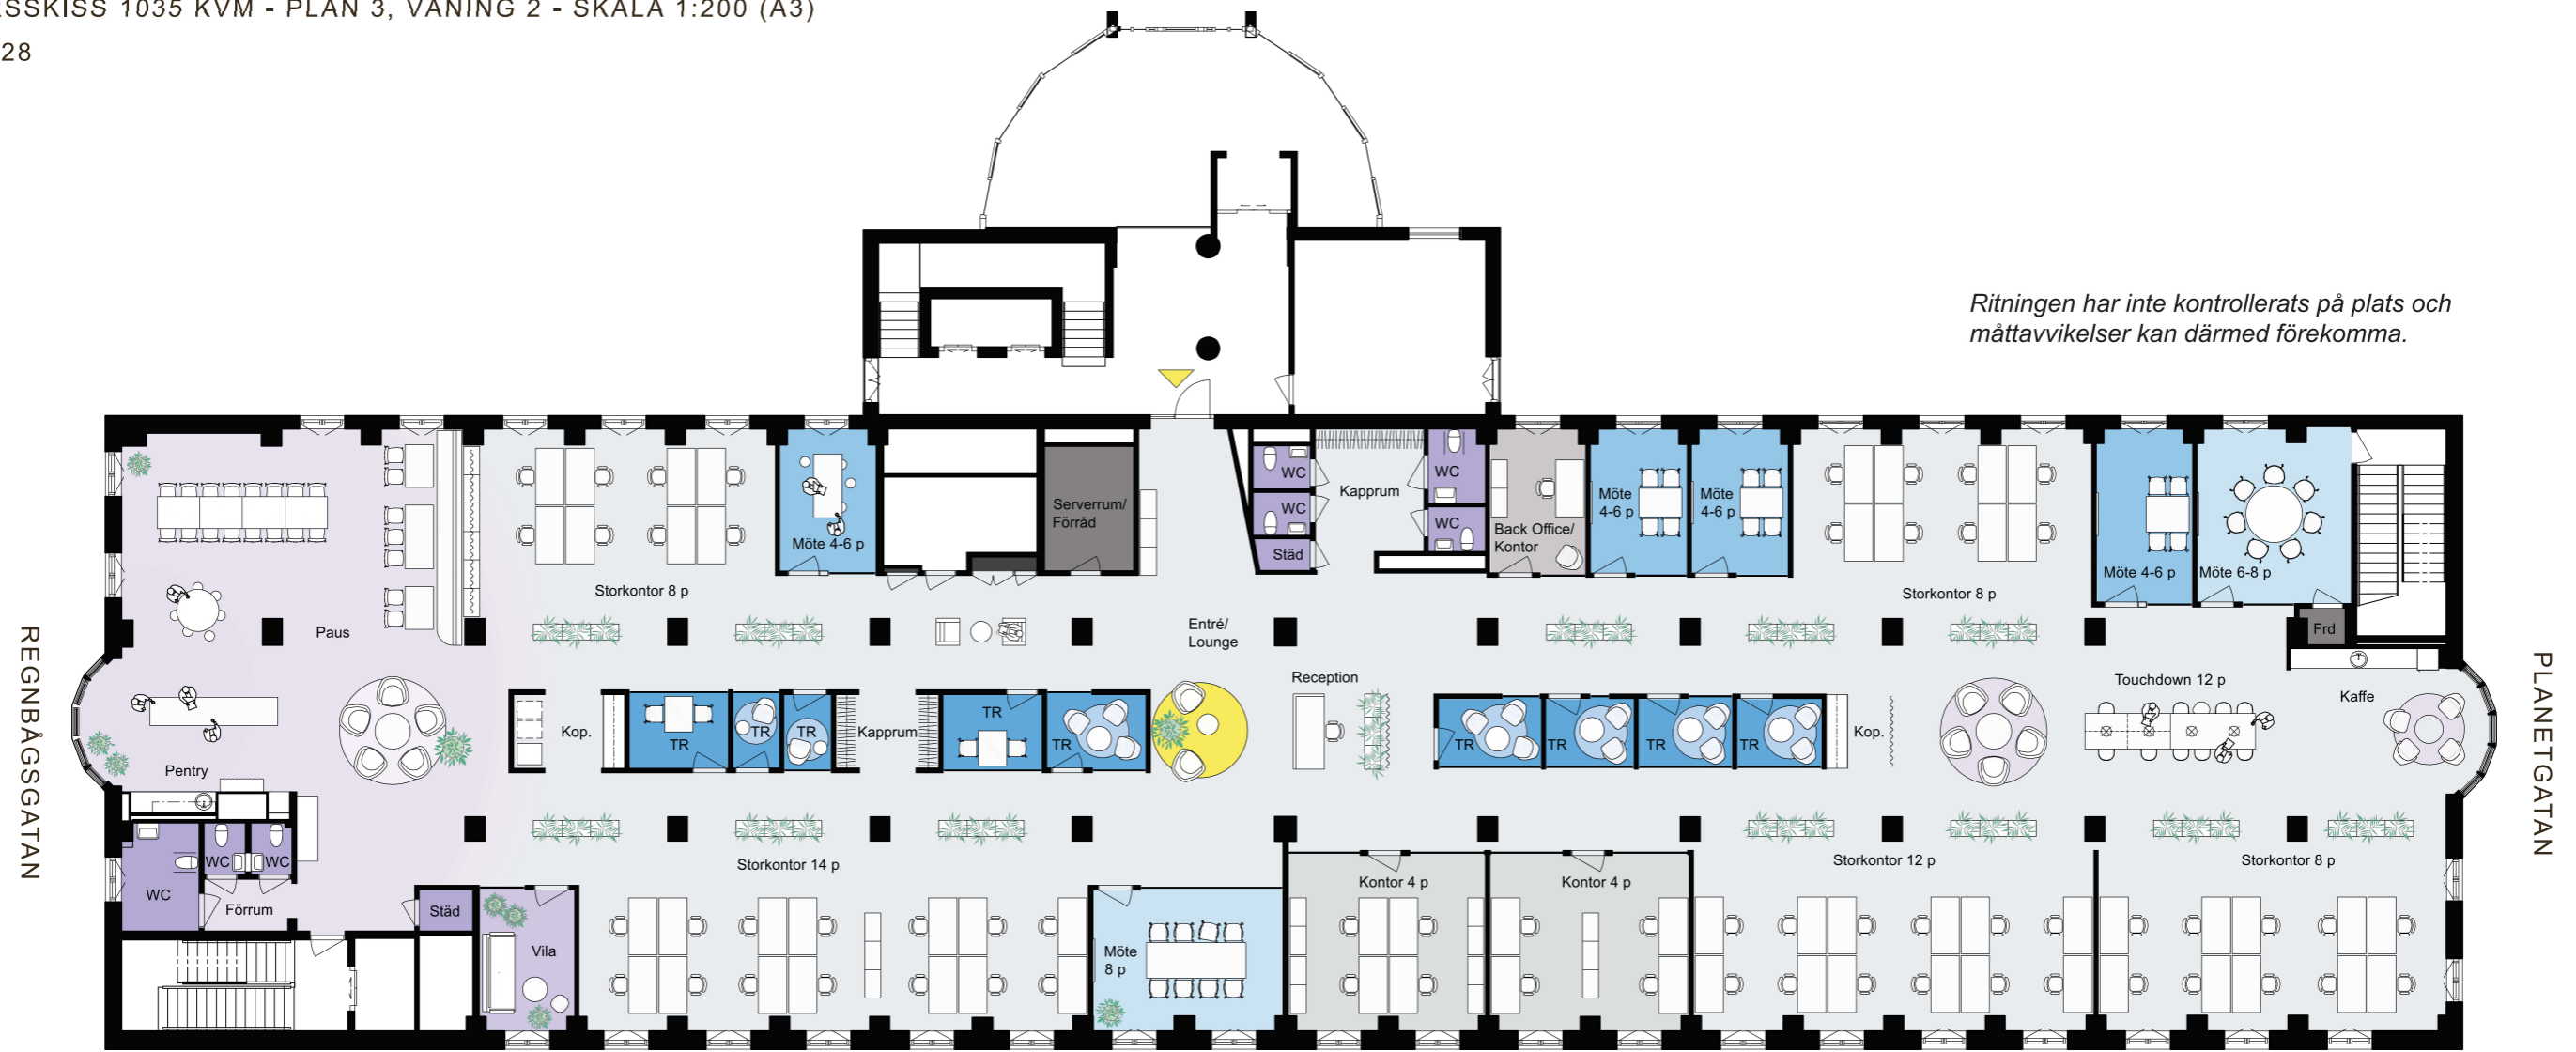 RSSKISS 1035 KVM - PLAN 3, VÅNING 2 - SKALA 1:200 (A3)
28
Ritningen har inte kontrollerats på plats och
måttavvikelser kan därmed förekomma.
REGNBÅGSGATAN
PLANETGATAN
Möte 4-6 p
Serverrum/
Förråd
WC
WC
Städ
Kapprum
WC
WC
Back Office/
Kontor
Möte
4-6 p
Möte
4-6 p
Möte 4-6 p
Möte 6-8 p
Storkontor 8 p
Storkontor 8 p
Frd
Paus
Entré/
Lounge
Reception
Touchdown 12 p
Kaffe
Pentry
Kop.
TR
TR
TR
Kapprum
TR
TR
TR
TR
TR
TR
Kop.
WC
WC
WC
Förrum
Städ
Vila
Storkontor 14 p
Möte
8 p
Kontor 4 p
Kontor 4 p
Storkontor 12 p
Storkontor 8 p